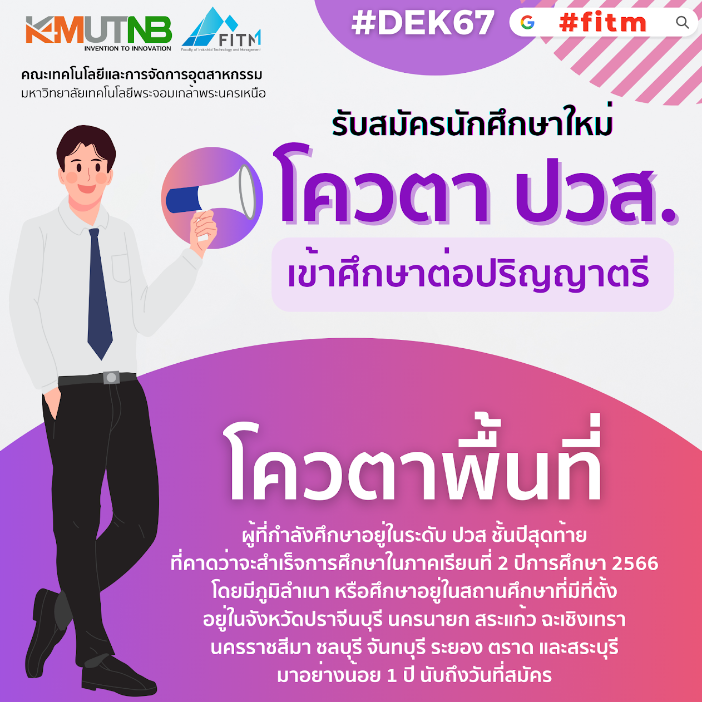 KMUTNB
INVENTION TO INNOVATION
FITM
Faculty of Industrial Technology and Management
#DEK67
G #fitm
คณะเทคโนโลยีและการจัดการอุตสาหกรรม
มหาวิทยาลัยเทคโนโลยีพระจอมเกล้าพระนครเหนือ
รับสมัครนักศึกษาใหม่
โควตา ปวส.
เข้าศึกษาต่อปริญญาตรี
โควตาพื้นที่
ผู้ที่กำลังศึกษาอยู่ในระดับ ปวส ชั้นปีสุดท้าย
ที่คาดว่าจะสำเร็จการศึกษาในภาคเรียนที่ 2 ปีการศึกษา 2566
โดยมีภูมิลำเนา หรือศึกษาอยู่ในสถานศึกษาที่มีที่ตั้ง
อยู่ในจังหวัดปราจีนบุรี นครนายก สระแก้ว ฉะเชิงเทรา
นครราชสีมา ชลบุรี จันทบุรี ระยอง ตราด และสระบุรี
มาอย่างน้อย 1 ปี นับถึงวันที่สมัคร